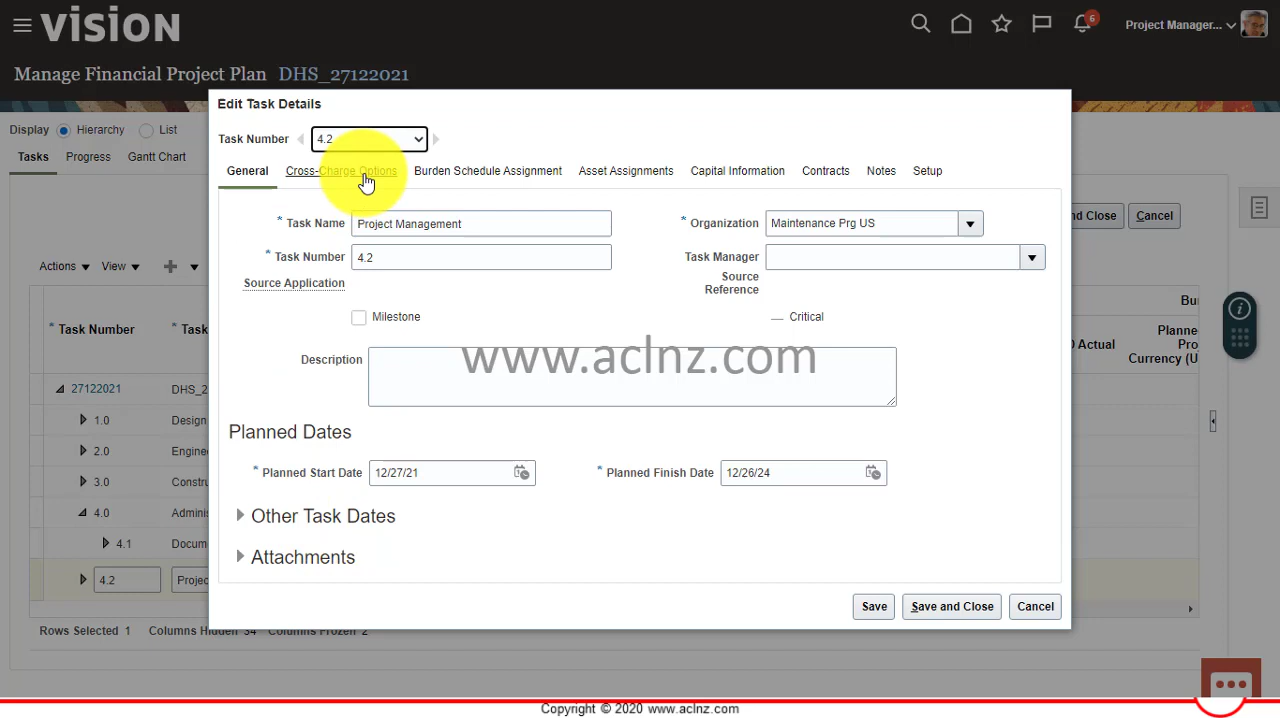 VISION
6
Project Manager...
Manage Financial Project Plan DHS_27122021
Display Hierarchy List
Tasks Progress Gantt Chart
nd Close Cancel
Actions View
* Task Number * Tas
27122021 DHS_2
1.0 Design
2.0 Engine
3.0 Constru
4.0 Adminis
4.1 Docum
4.2 Projec
Rows Selected 1 Columns Hidden 34 Columns Frozen 2
Bu
Planne
Pro
Actual Currency (U
Edit Task Details
Task Number 4.2
General Cross-Charge Options Burden Schedule Assignment Asset Assignments Capital Information Contracts Notes Setup
* Task Name Project Management * Organization Maintenance Prg US
* Task Number 4.2 Task Manager
Source Application Source
Reference
Milestone Critical
Description
www.aclnz.com
Planned Dates
* Planned Start Date 12/27/21 * Planned Finish Date 12/26/24
Other Task Dates
Attachments
Save Save and Close Cancel
Copyright © 2020 www.aclnz.com